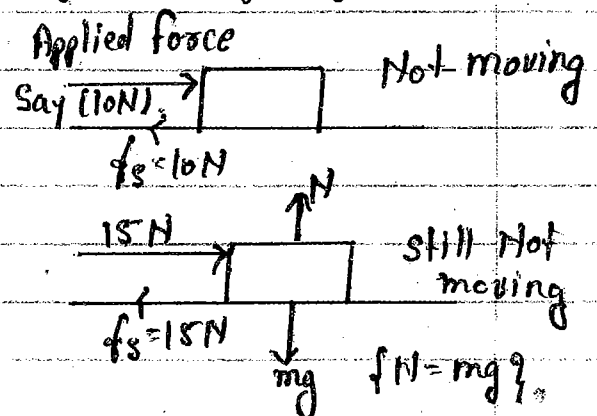 Applied force
Say (10N).
Not moving
fs=10N
N
15N
Still Not
moving
fs=15N
mg
{N=mg}.